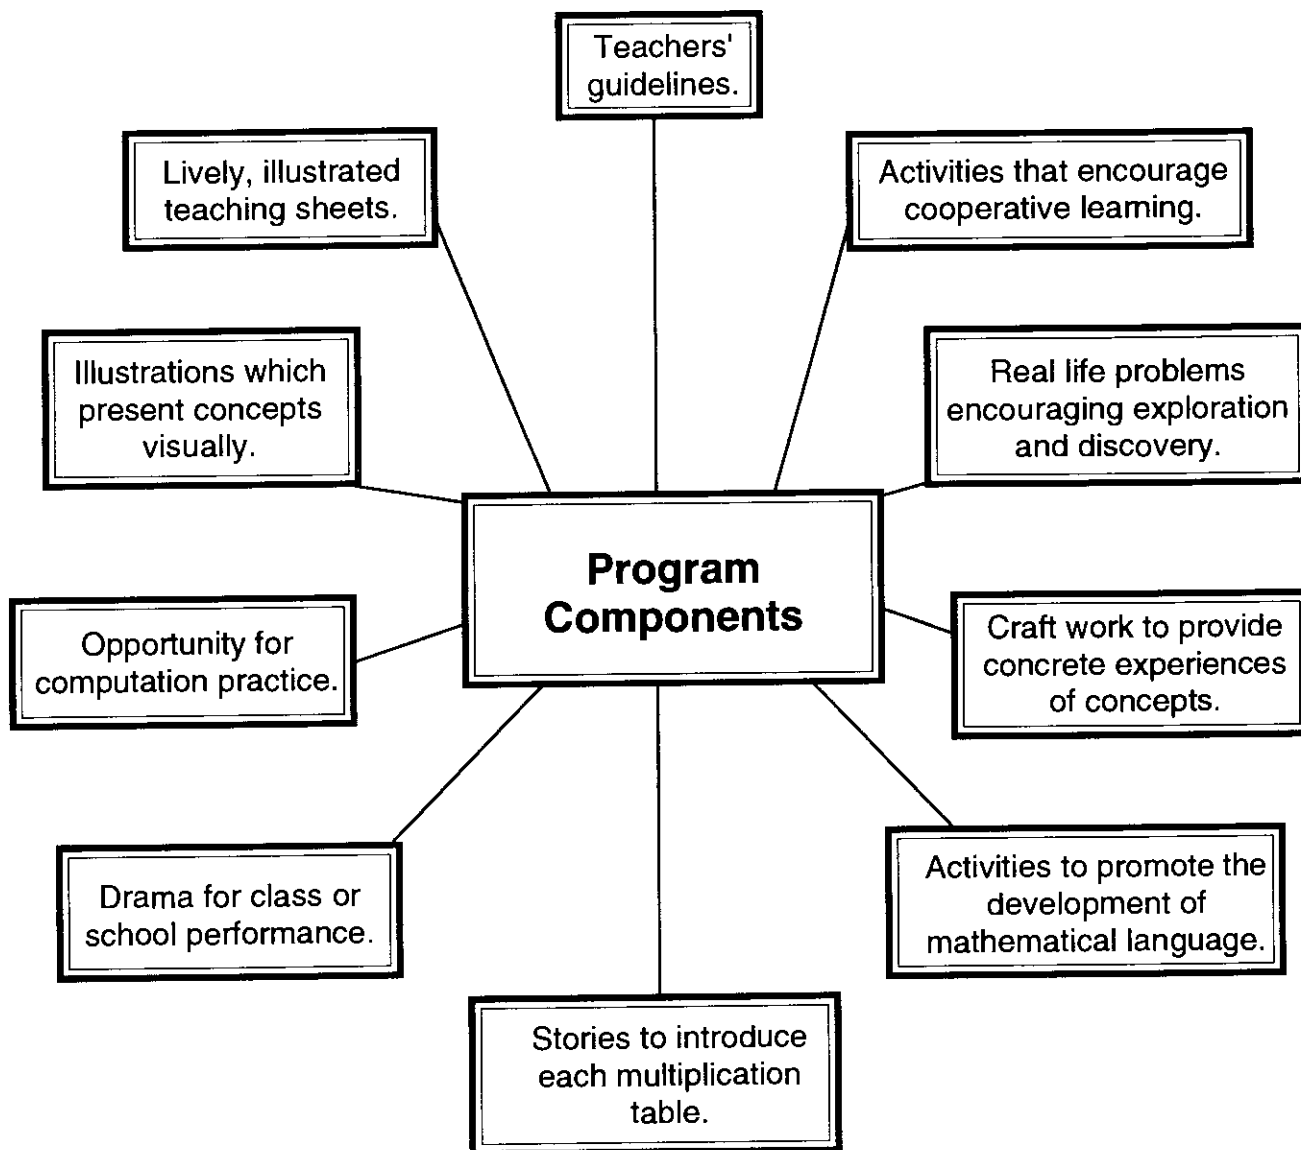 Teachers'
guidelines.
Lively, illustrated
teaching sheets.
Activities that encourage
cooperative learning.
Illustrations which
present concepts
visually.
Real life problems
encouraging exploration
and discovery.
Program
Components
Opportunity for
computation practice.
Craft work to provide
concrete experiences
of concepts.
Drama for class or
school performance.
Activities to promote the
development of
mathematical language.
Stories to introduce
each multiplication
table.